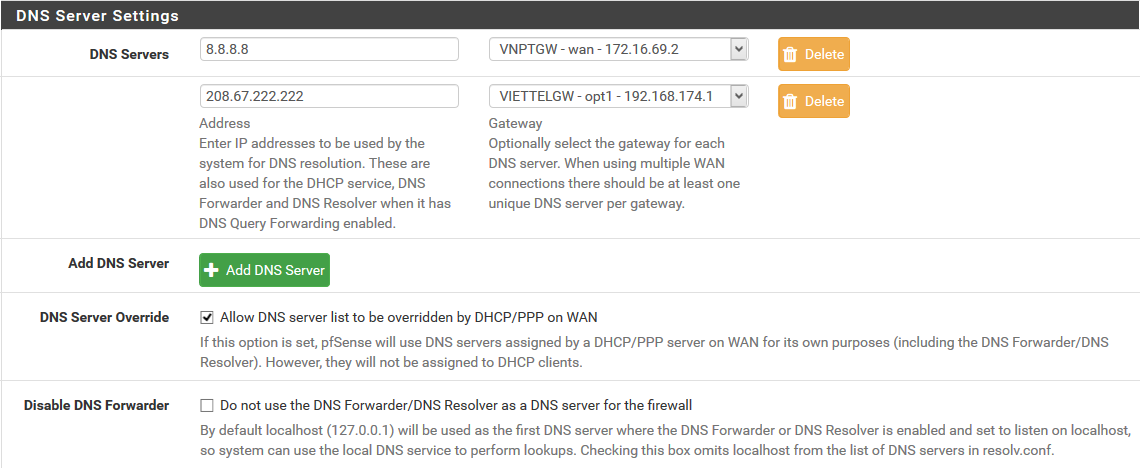 DNS Server Settings
DNS Servers
8.8.8.8
VNPTGW - wan - 172.16.69.2
Delete
208.67.222.222
VIETTELGW - opt1 - 192.168.174.1
Delete
Address
Enter IP addresses to be used by the
system for DNS resolution. These are
also used for the DHCP service, DNS
Forwarder and DNS Resolver when it has
DNS Query Forwarding enabled.
Gateway
Optionally select the gateway for each
DNS server. When using multiple WAN
connections there should be at least one
unique DNS server per gateway.
Add DNS Server
Add DNS Server
DNS Server Override
Allow DNS server list to be overridden by DHCP/PPP on WAN
If this option is set, pfSense will use DNS servers assigned by a DHCP/PPP server on WAN for its own purposes (including the DNS Forwarder/DNS
Resolver). However, they will not be assigned to DHCP clients.
Disable DNS Forwarder
Do not use the DNS Forwarder/DNS Resolver as a DNS server for the firewall
By default localhost (127.0.0.1) will be used as the first DNS server where the DNS Forwarder or DNS Resolver is enabled and set to listen on localhost,
so system can use the local DNS service to perform lookups. Checking this box omits localhost from the list of DNS servers in resolv.conf.